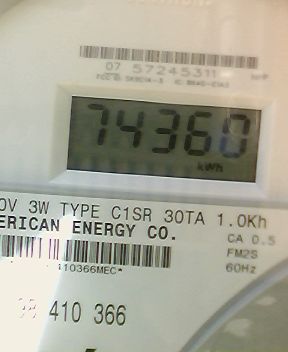 07 57245311
74360
kWh
0V 3W TYPE C1SR 30TA 1.0Kh
ERICAN ENERGY CO.
CA 0.5
FM2S
60Hz
410366MEC*
410 366